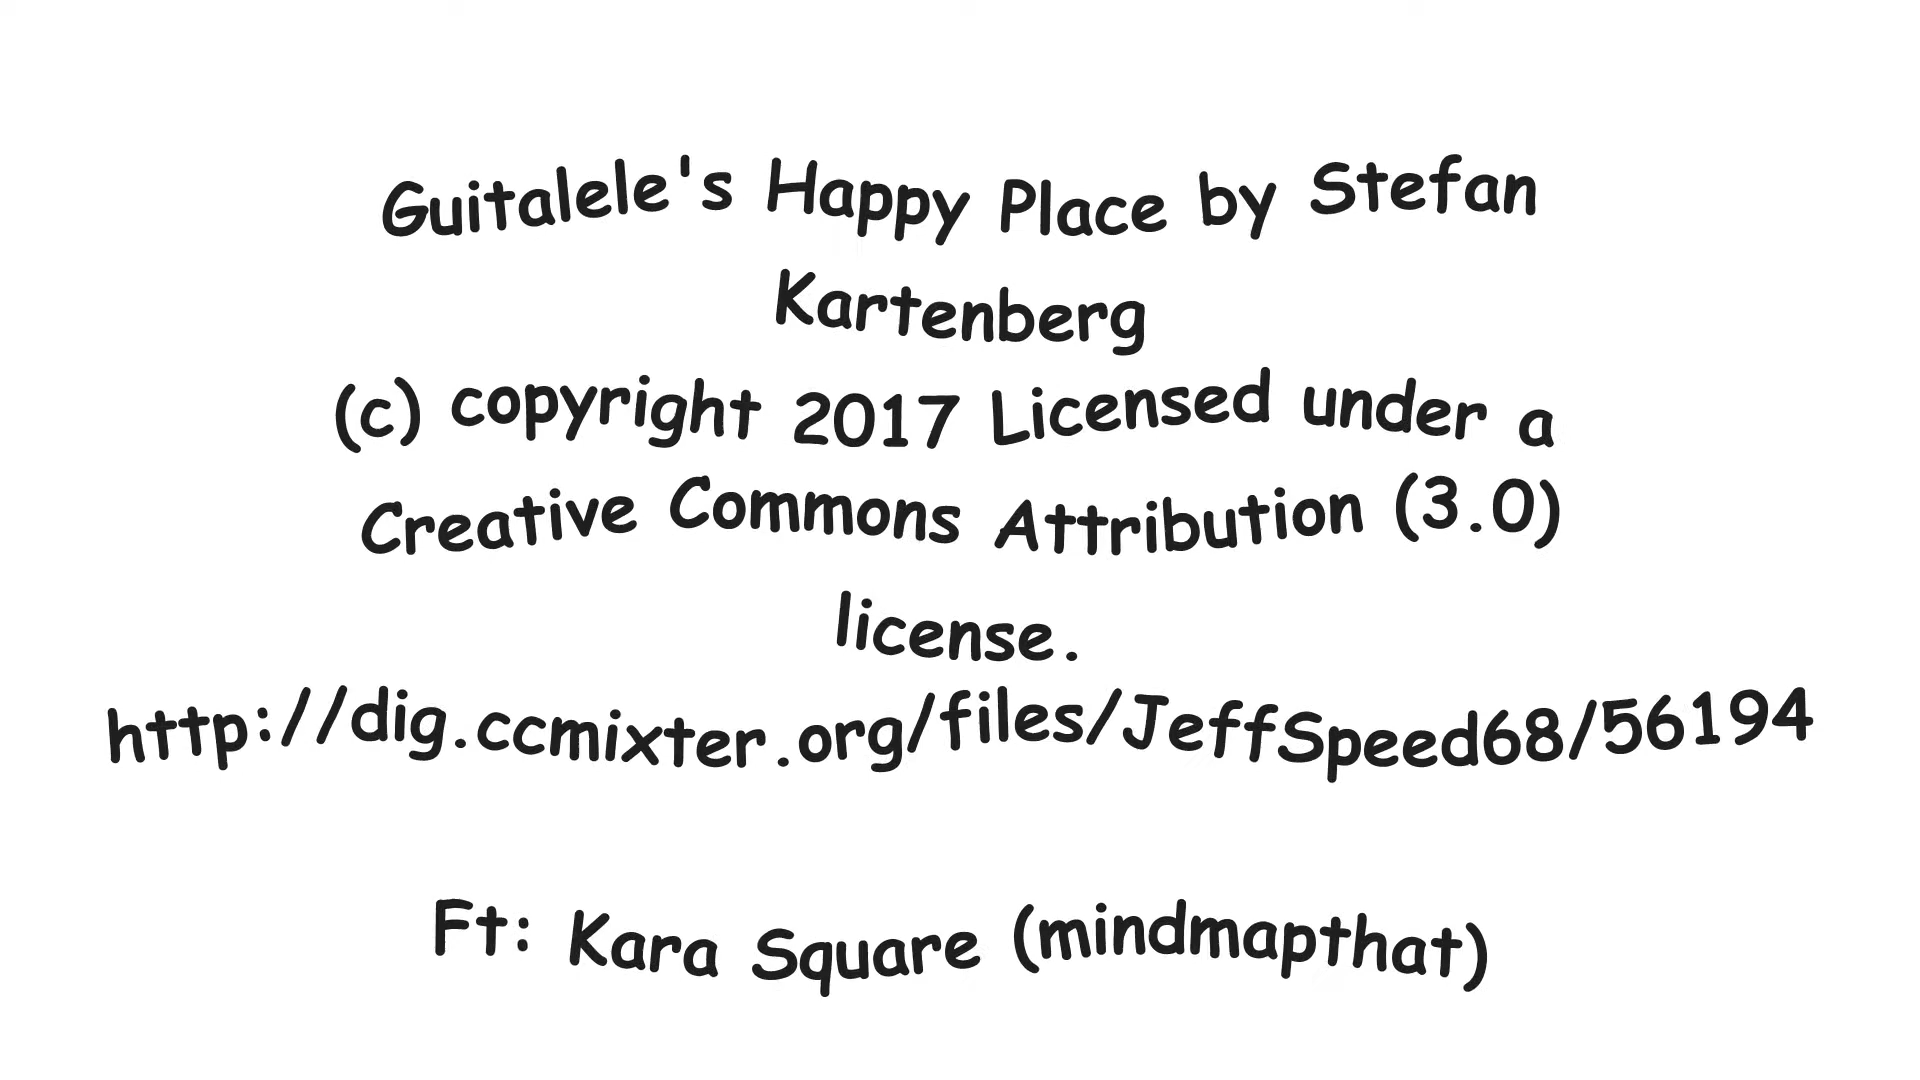 Guitalele's Happy Place by Stefan
Kartenberg
(c) copyright 2017 Licensed under a
Creative Commons Attribution (3.0)
license.
http://dig.ccmixter.org/files/JeffSpeed68/56194
Ft: Kara Square (mindmapthat)